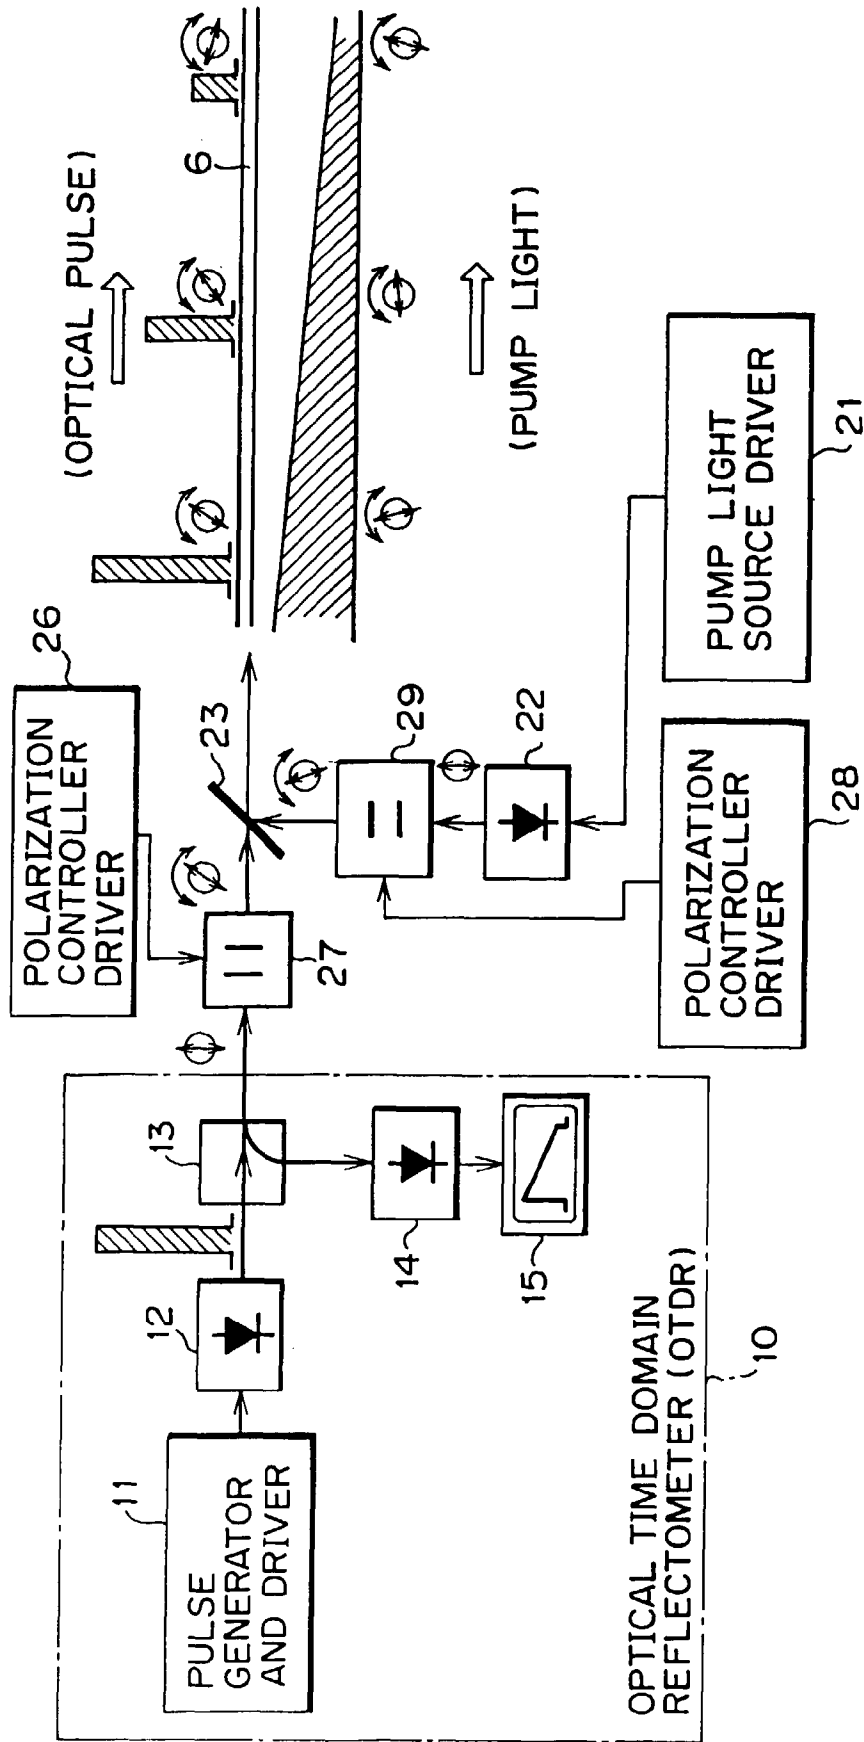 PULSE
GENERATOR
AND DRIVER
11
12
13
14
15
OPTICAL TIME DOMAIN
REFLECTOMETER (OTDR)
10
POLARIZATION
CONTROLLER
DRIVER
26
27
23
29
22
POLARIZATION
CONTROLLER
DRIVER
28
PUMP LIGHT
SOURCE DRIVER
21
(OPTICAL PULSE)
6
(PUMP LIGHT)